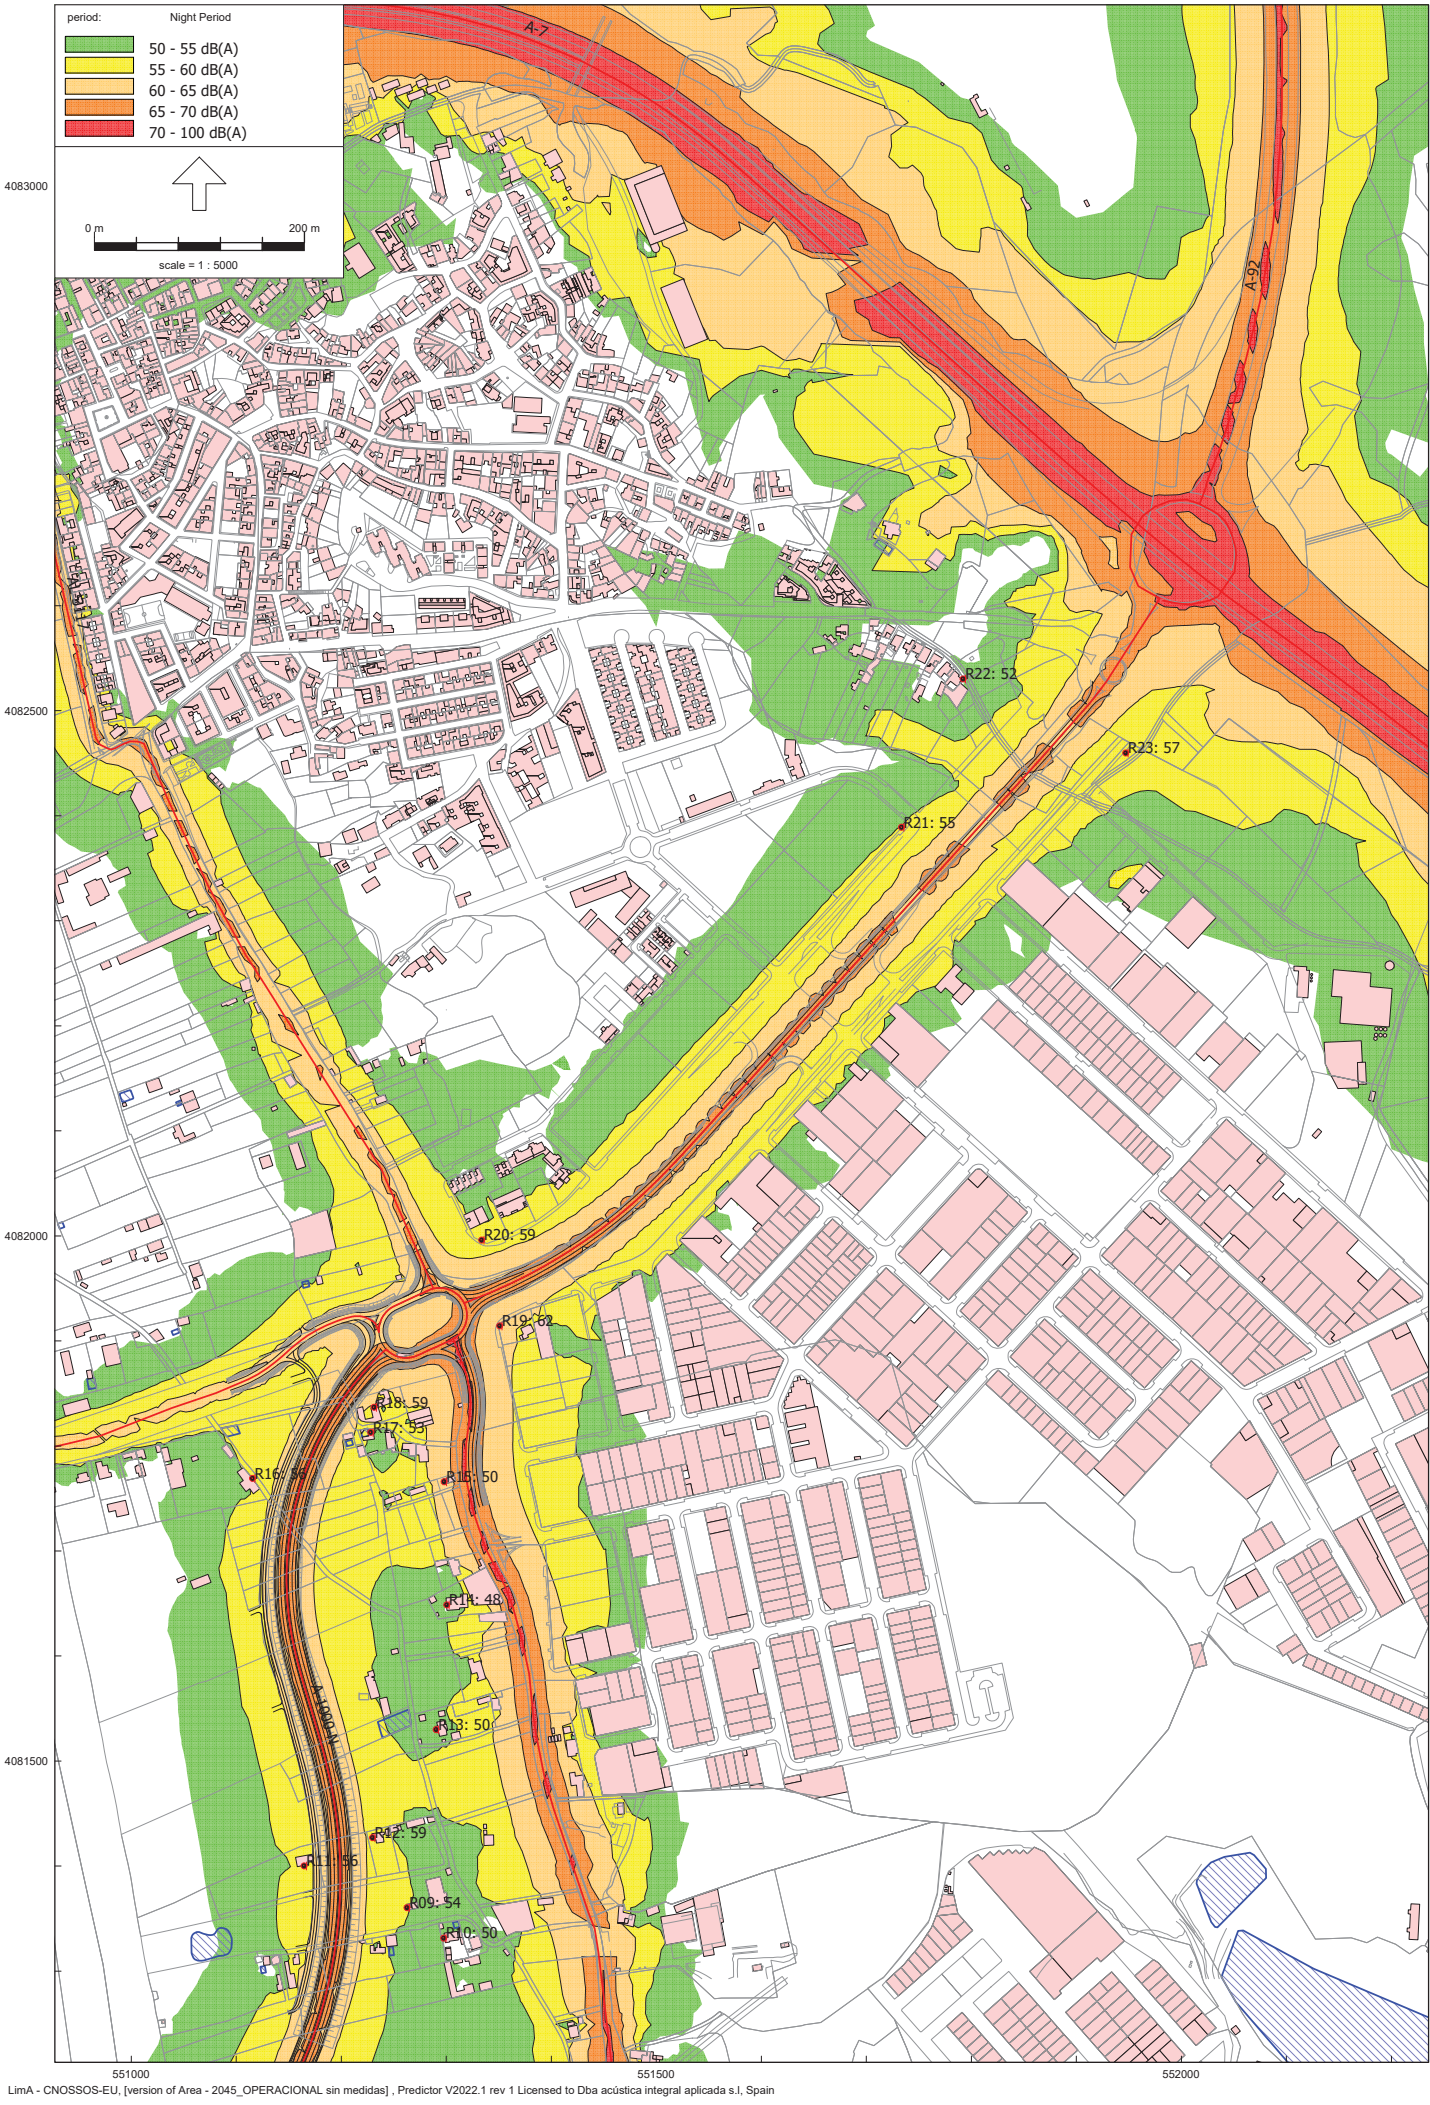 period: Night Period
50 - 55 dB(A)
55 - 60 dB(A)
60 - 65 dB(A)
65 - 70 dB(A)
70 - 100 dB(A)
0 m 200 m
scale = 1 : 5000
A-7
A-92
4083000
4082500
4082000
4081500
R22: 52
R23: 57
R21: 55
R20: 59
R19: 62
R18: 59
R17: 53
R16: 56
R15: 50
R14: 48
A-1000-N
R13: 50
R12: 59
R11: 56
R09: 54
R10: 50
551000 551500 552000
LimA - CNOSSOS-EU, [version of Area - 2045_OPERACIONAL sin medidas] , Predictor V2022.1 rev 1 Licensed to Dba acústica integral aplicada s.l, Spain